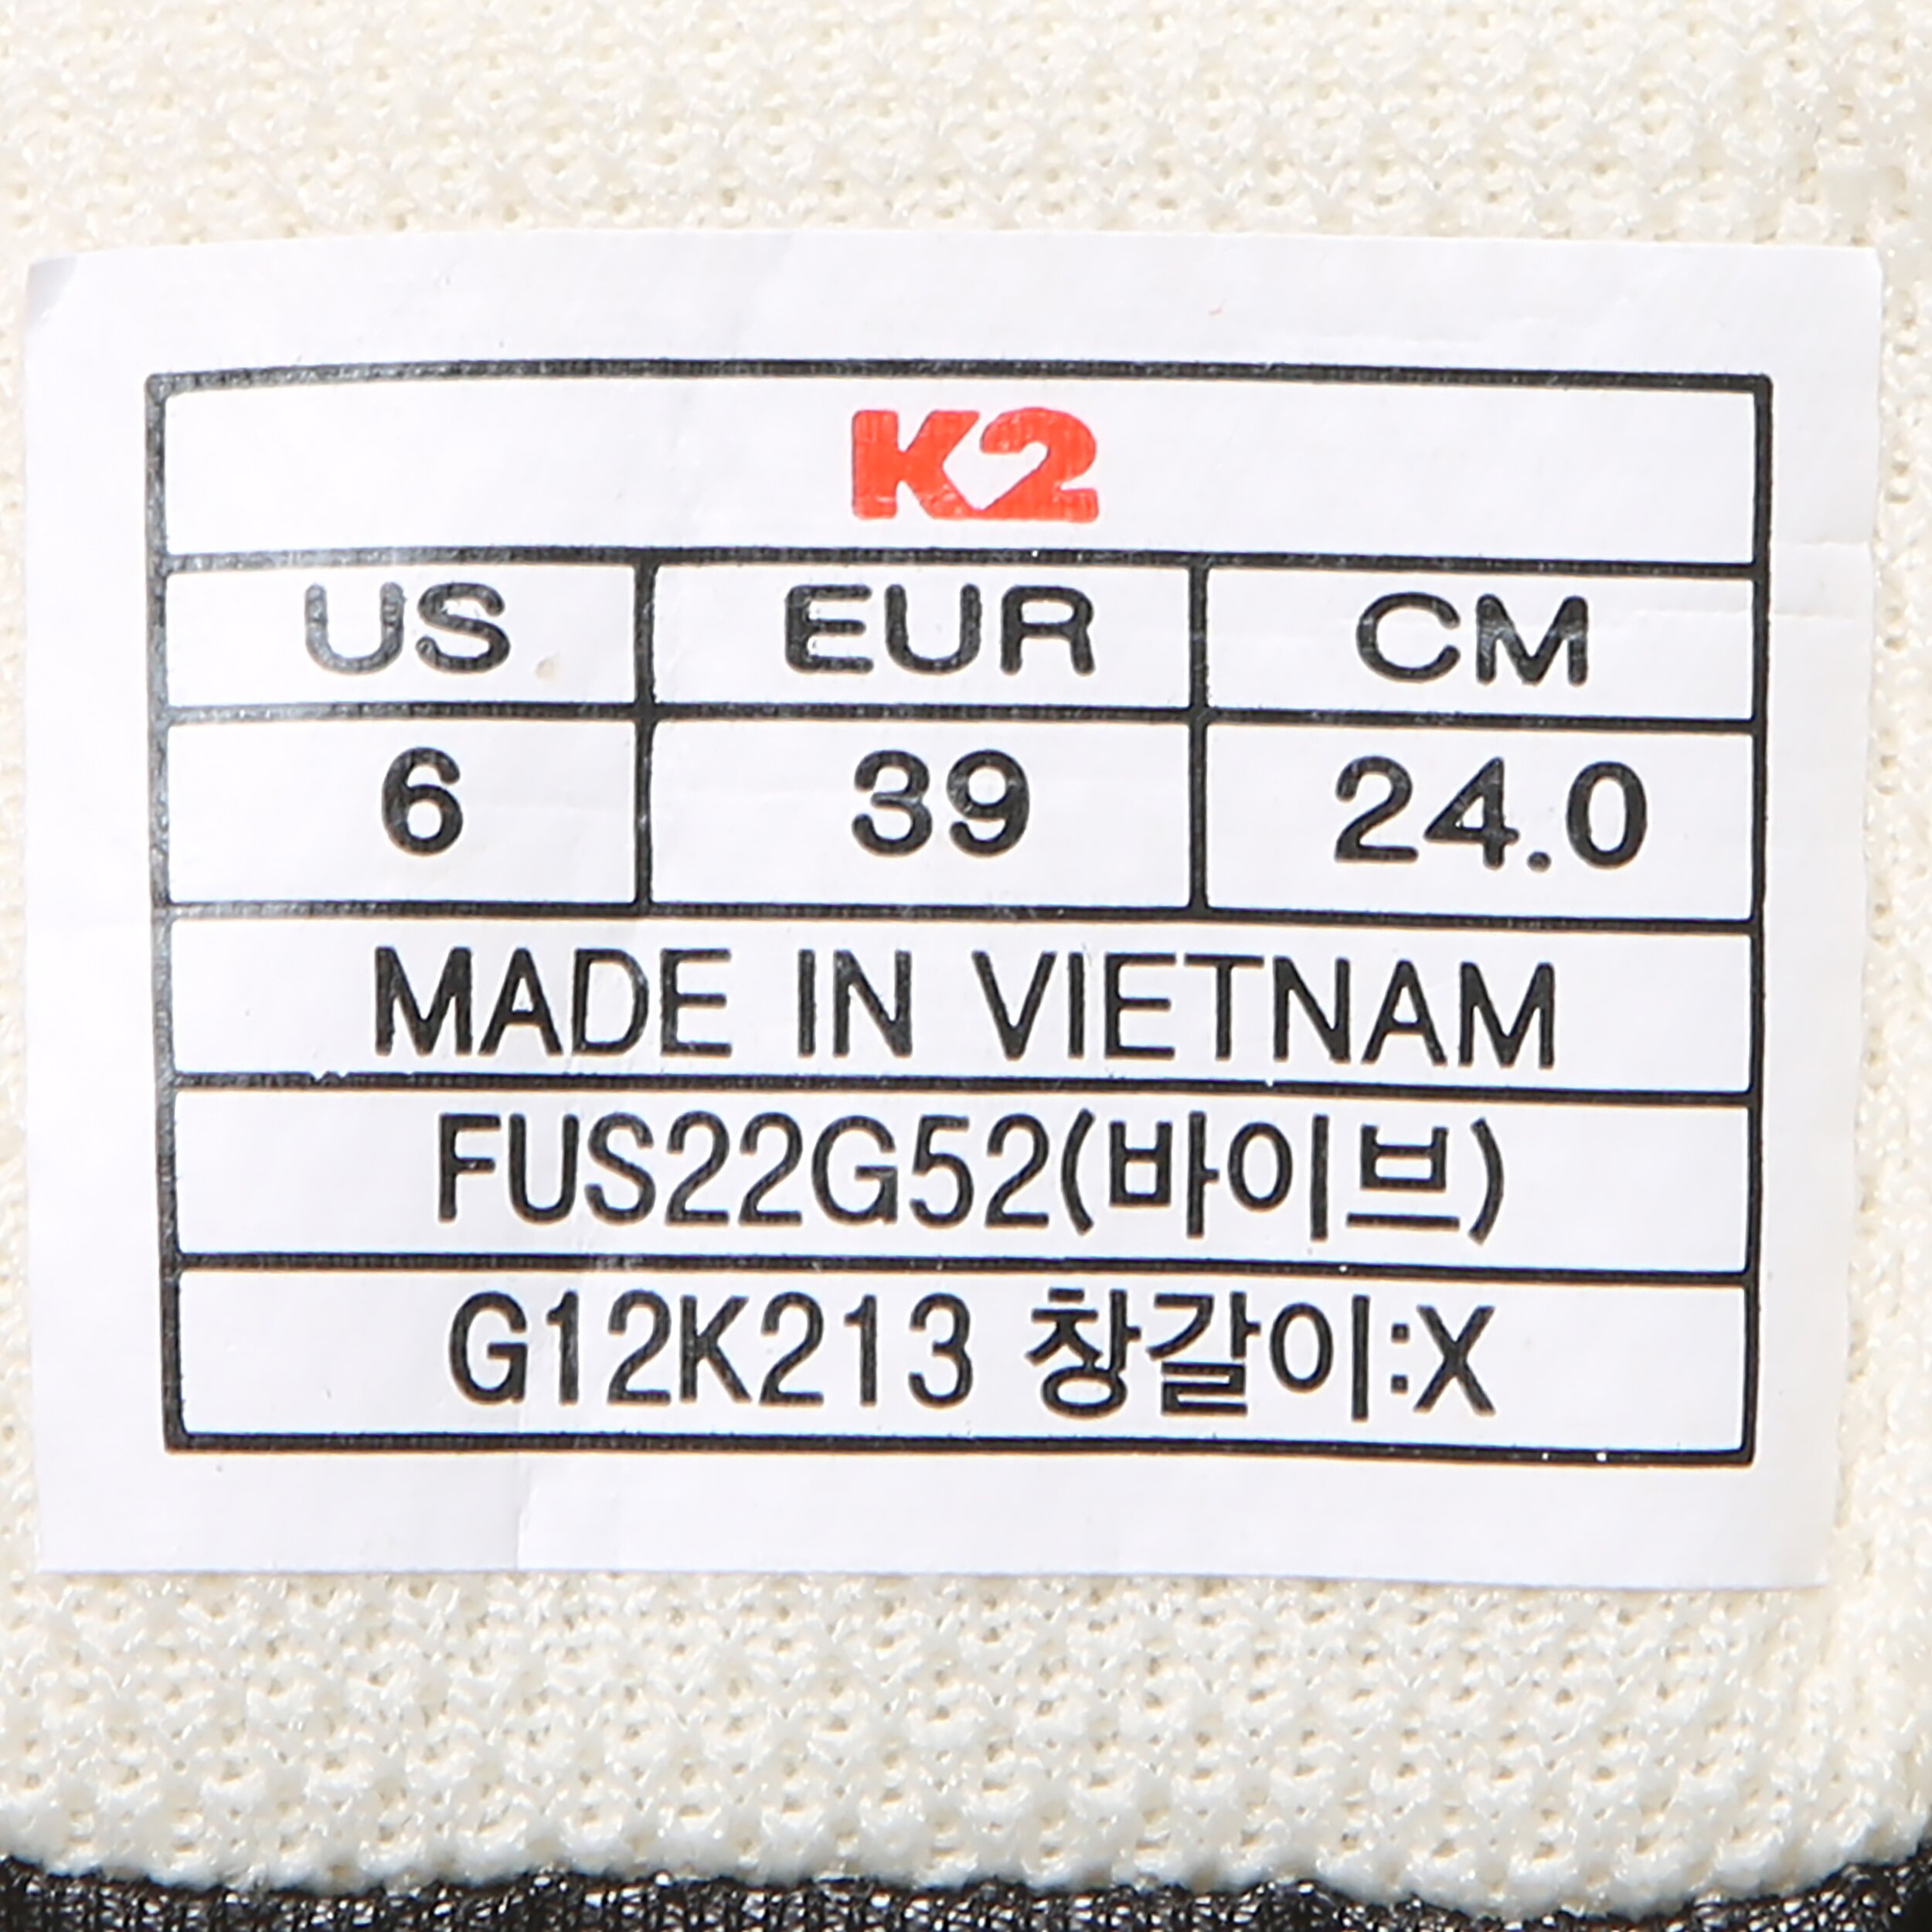 K2
US EUR CM
6 39 24.0
MADE IN VIETNAM
FUS22G52(바이브)
G12K213 창갈이:X